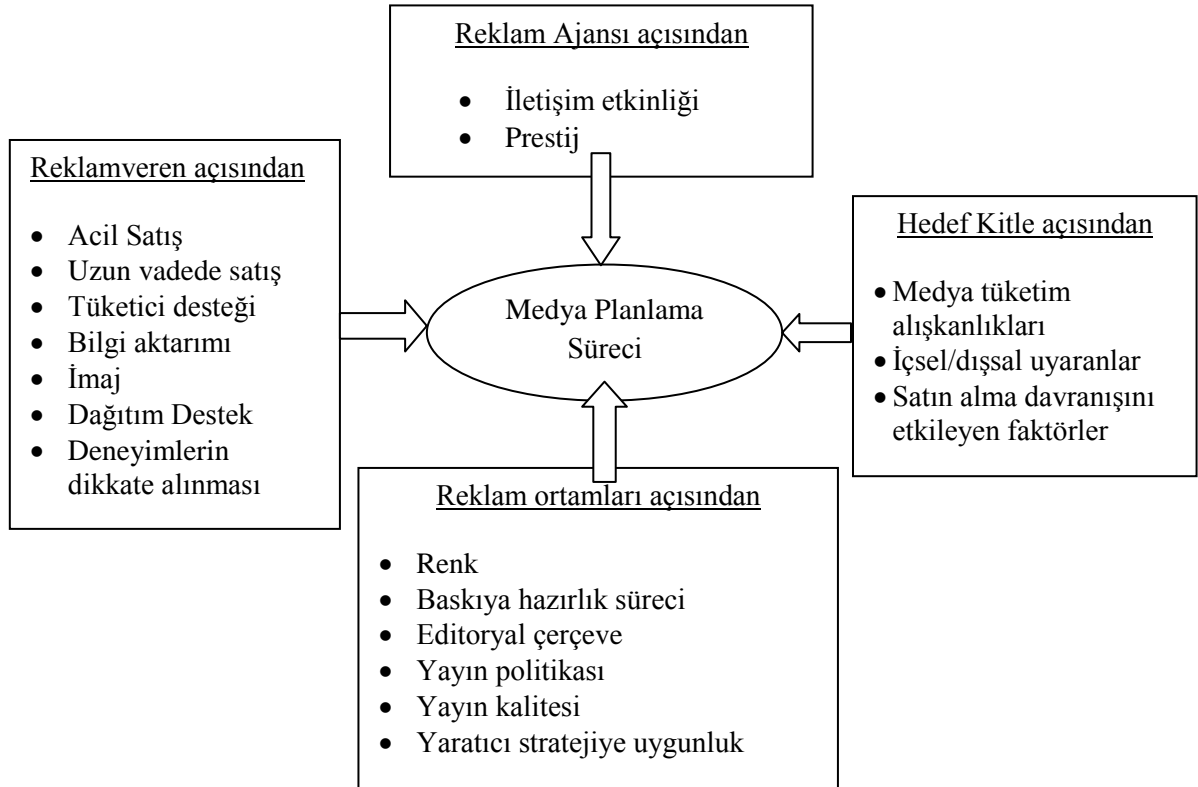 Reklam Ajansı açısından
• İletişim etkinliği
• Prestij
Reklamveren açısından
• Acil Satış
• Uzun vadede satış
• Tüketici desteği
• Bilgi aktarımı
• İmaj
• Dağıtım Destek
• Deneyimlerin
dikkate alınması
Medya Planlama
Süreci
Hedef Kitle açısından
• Medya tüketim
alışkanlıkları
• İçsel/dışsal uyaranlar
• Satın alma davranışını
etkileyen faktörler
Reklam ortamları açısından
• Renk
• Baskıya hazırlık süreci
• Editoryal çerçeve
• Yayın politikası
• Yayın kalitesi
• Yaratıcı stratejiye uygunluk